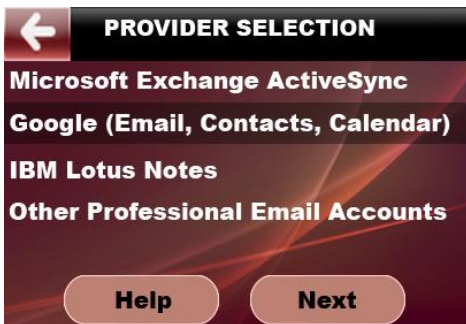 PROVIDER SELECTION
Microsoft Exchange ActiveSync
Google (Email, Contacts, Calendar)
IBM Lotus Notes
Other Professional Email Accounts
Help Next